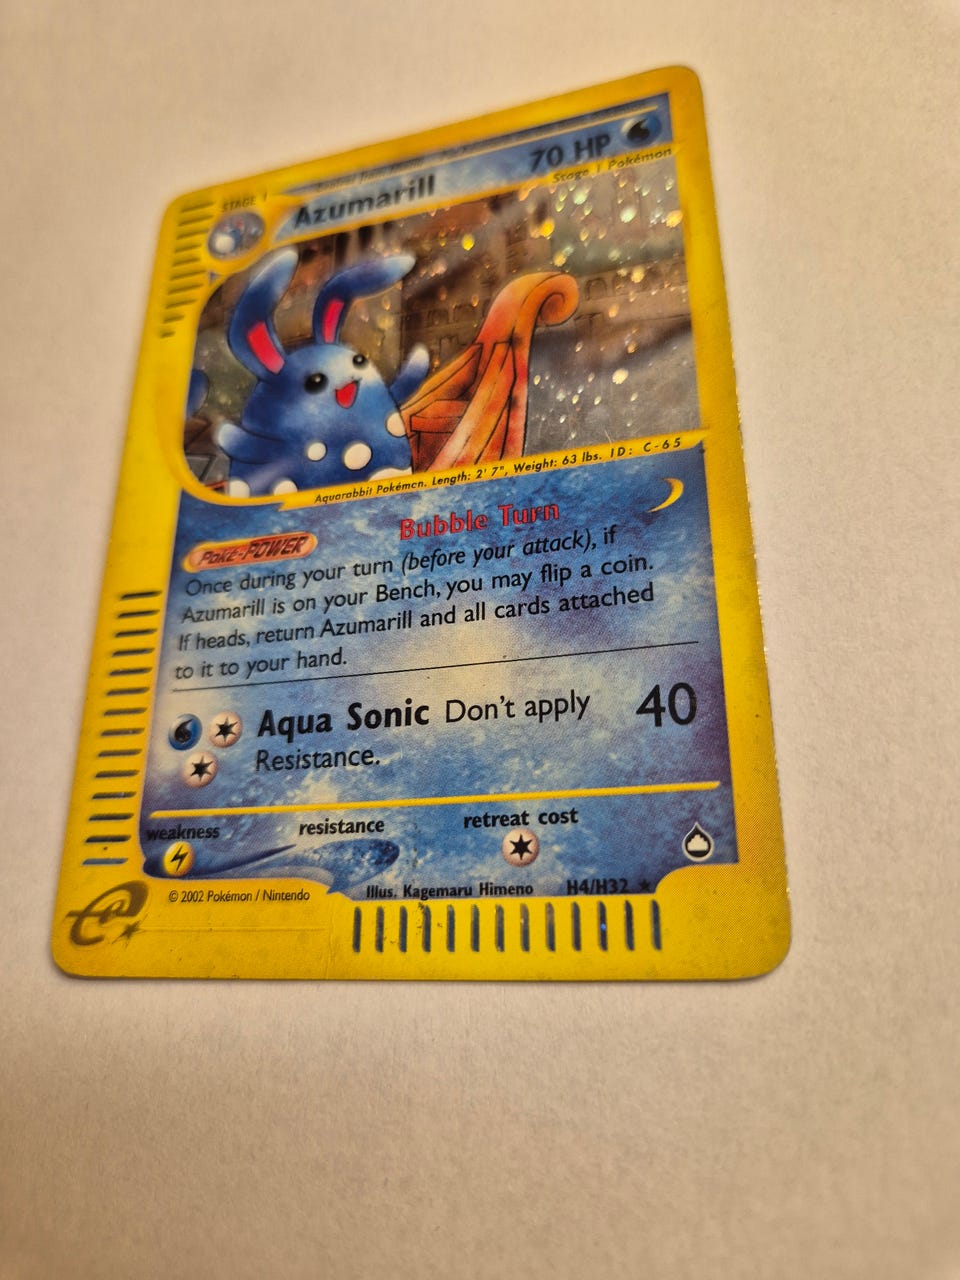 STAGE 1
Azumarill
70 HP
Stage 1 Pokémon
Aquarabbit Pokémon. Length: 2' 7", Weight: 63 lbs. ID: C-65
Poké-POWER Bubble Turn
Once during your turn (before your attack), if
Azumarill is on your Bench, you may flip a coin.
If heads, return Azumarill and all cards attached
to it to your hand.
Aqua Sonic Don't apply 40
Resistance.
weakness resistance retreat cost
© 2002 Pokémon / Nintendo
Illus. Kagemaru Himeno H4/H32 ★
e